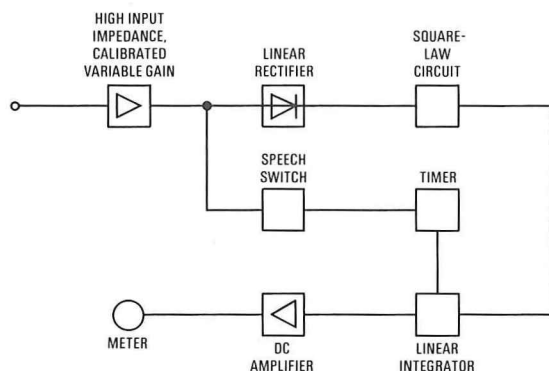 HIGH INPUT
IMPEDANCE,
CALIBRATED
VARIABLE GAIN
LINEAR
RECTIFIER
SQUARE-
LAW
CIRCUIT
SPEECH
SWITCH
TIMER
METER
DC
AMPLIFIER
LINEAR
INTEGRATOR